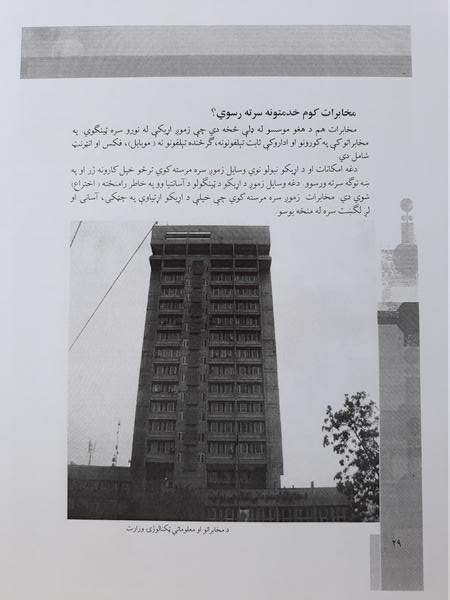 مخابرات کوم خدمتونه سرته رسوي؟
مخابرات هم د هغو موسسو له ډلې څخه دي چې زموږ اړیکې له نورو سره ټینګوي. په
مخابراتو کې په کورونو او ادارو کې ثابت تیلفونونه، ګرځنده تیلفونونه ( موبایل)، فکس او انټرنټ
شامل دي.
دغه امکانات او د اړیکو نیولو نوي وسایل زموږ سره مرسته کوي ترڅو خپل کارونه ژر او په
ښه توګه سرته ورسوو. دغه وسایل زموږ د اړیکو د ټینګولو د آسانتیا وو په خاطر رامنځته ( اختراع)
شوي دي. مخابرات زموږ سره مرسته کوي چې خپلې د اړیکو اړتیاوې په چټکۍ، آسانۍ او
لږ لګښت سره له منځه یوسو.
د مخابراتو او معلوماتي ټکنالوژۍ وزارت
۲۹